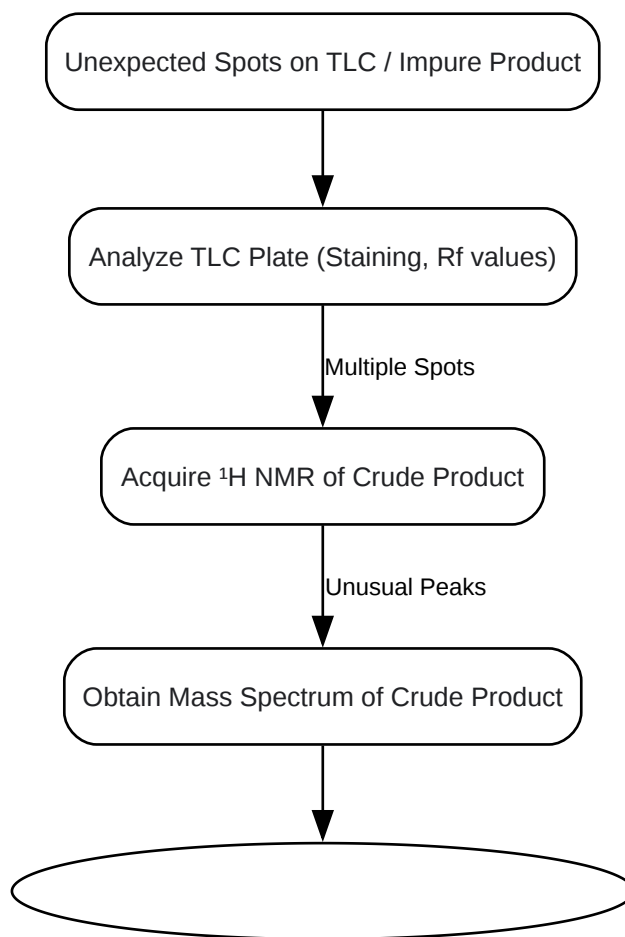 Unexpected Spots on TLC / Impure Product
Analyze TLC Plate (Staining, Rf values)
Multiple Spots
Acquire ¹H NMR of Crude Product
Unusual Peaks
Obtain Mass Spectrum of Crude Product